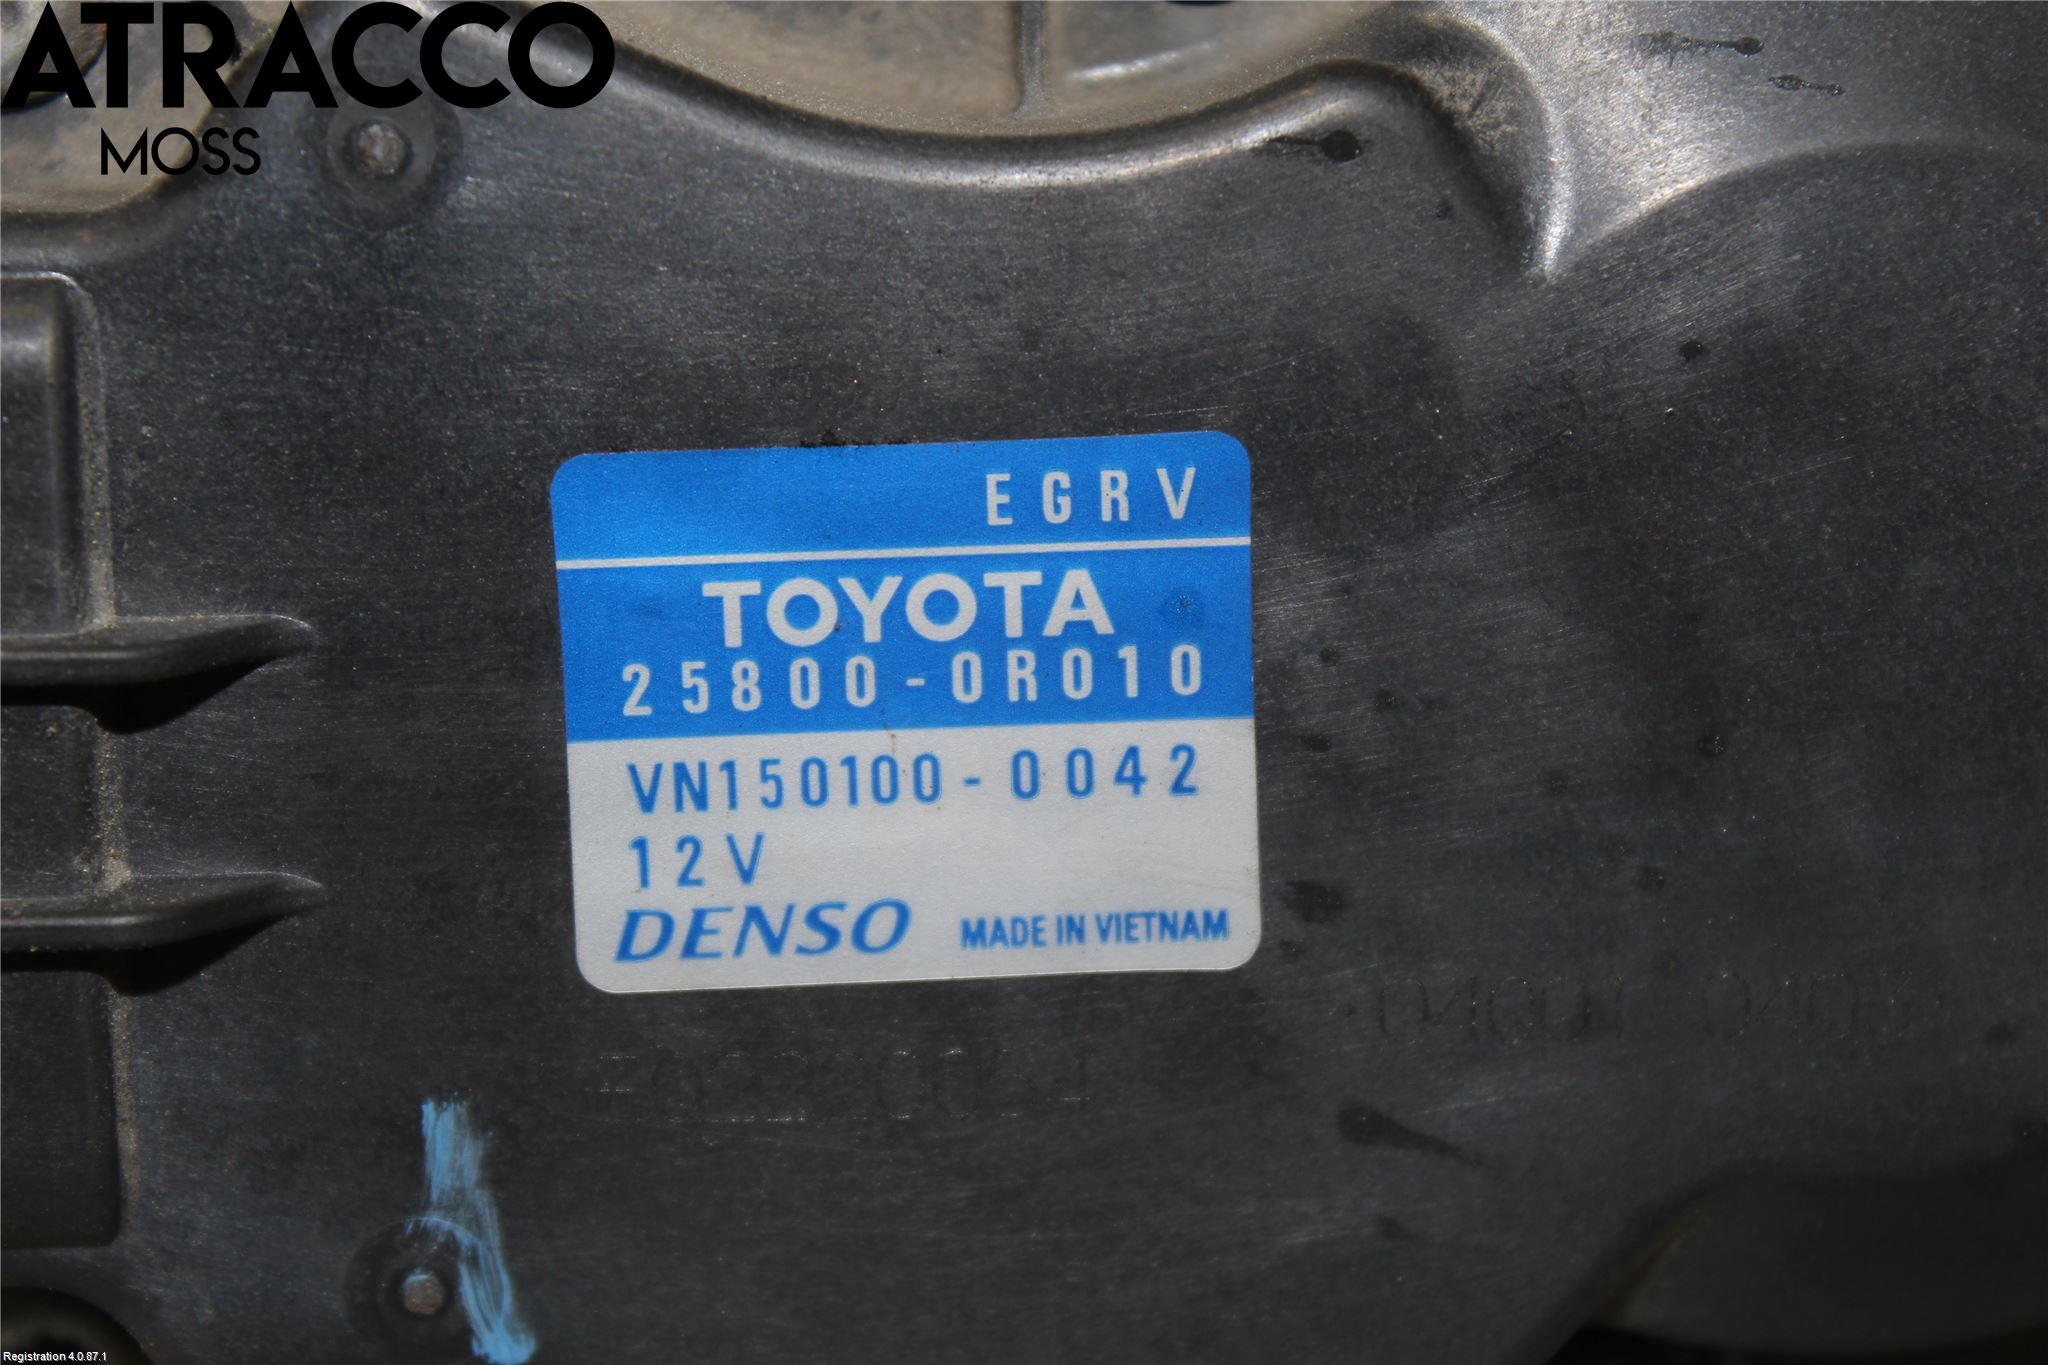 ATRACCO
MOSS
EGRV
TOYOTA
25800-0R010
VN150100-0042
12V
DENSO MADE IN VIETNAM
Registration 4.0.87.1